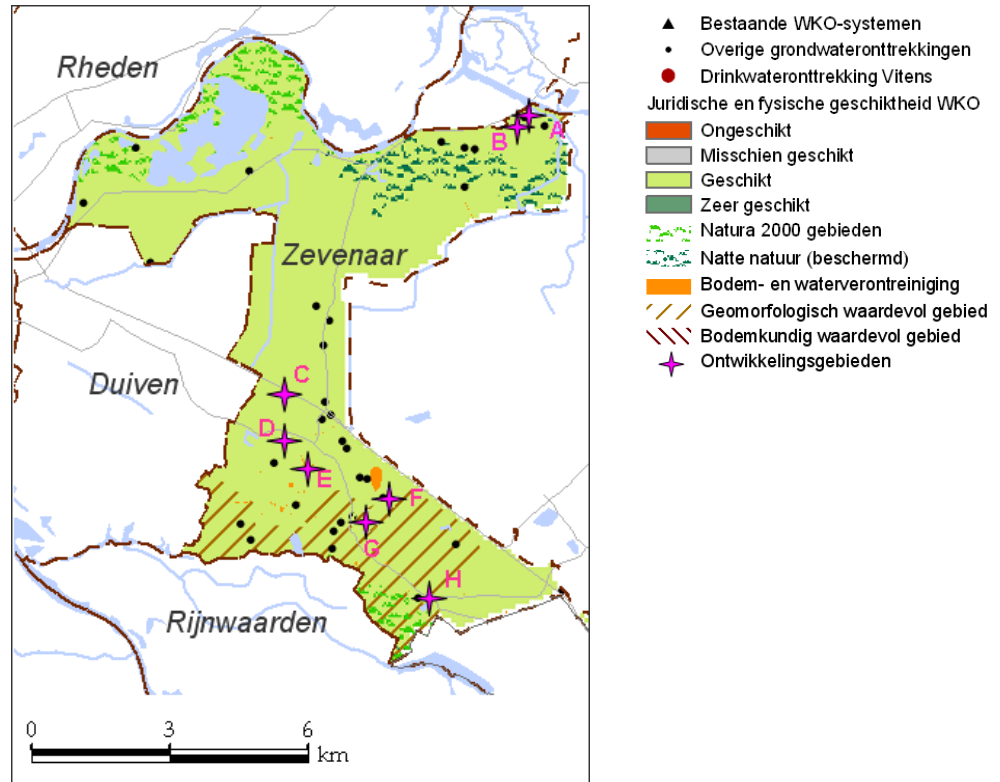 Rheden
A
B
Zevenaar
Duiven
C
D
E
F
G
H
Rijnwaarden
0 3 6
km
Bestaande WKO-systemen
Overige grondwateronttrekkingen
Drinkwateronttrekking Vitens
Juridische en fysische geschiktheid WKO
Ongeschikt
Misschien geschikt
Geschikt
Zeer geschikt
Natura 2000 gebieden
Natte natuur (beschermd)
Bodem- en waterverontreiniging
Geomorfologisch waardevol gebied
Bodemkundig waardevol gebied
Ontwikkelingsgebieden